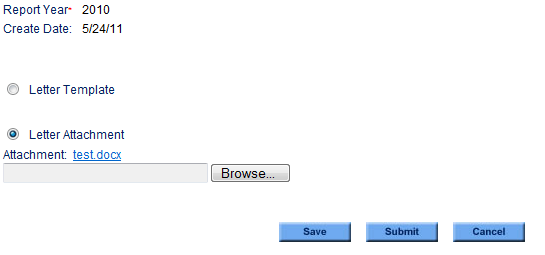 Report Year* 2010
Create Date: 5/24/11
Letter Template
Letter Attachment
Attachment: test.docx
Browse...
Save Submit Cancel